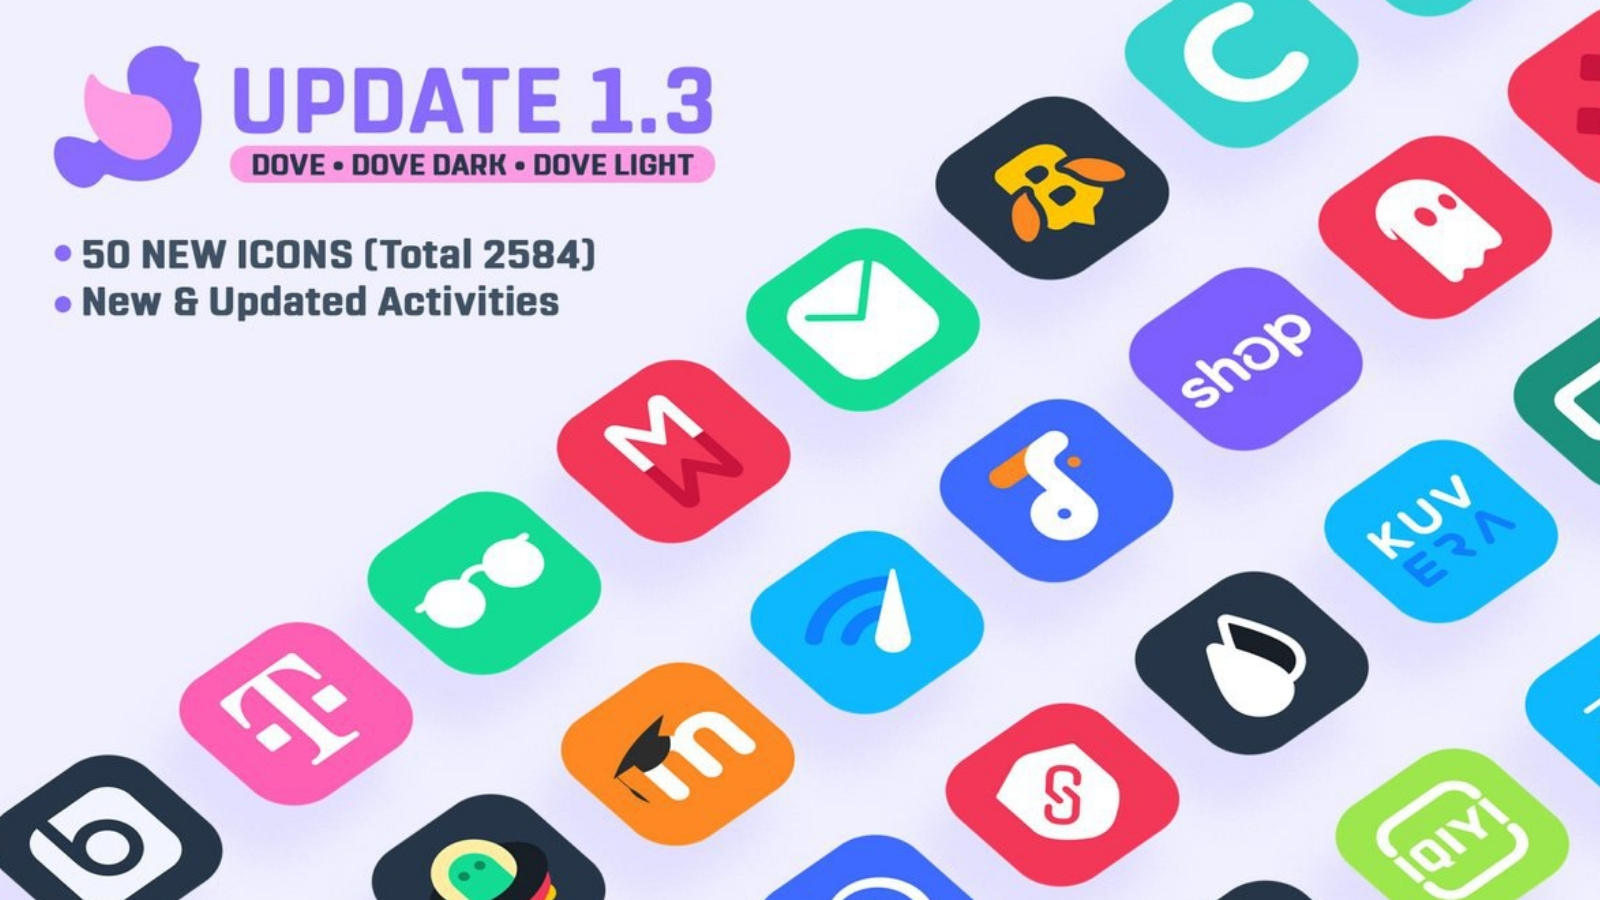 UPDATE 1.3
DOVE • DOVE DARK • DOVE LIGHT
• 50 NEW ICONS (Total 2584)
• New & Updated Activities
shop
KUV
ERA
T
m
b
S
iQIYI